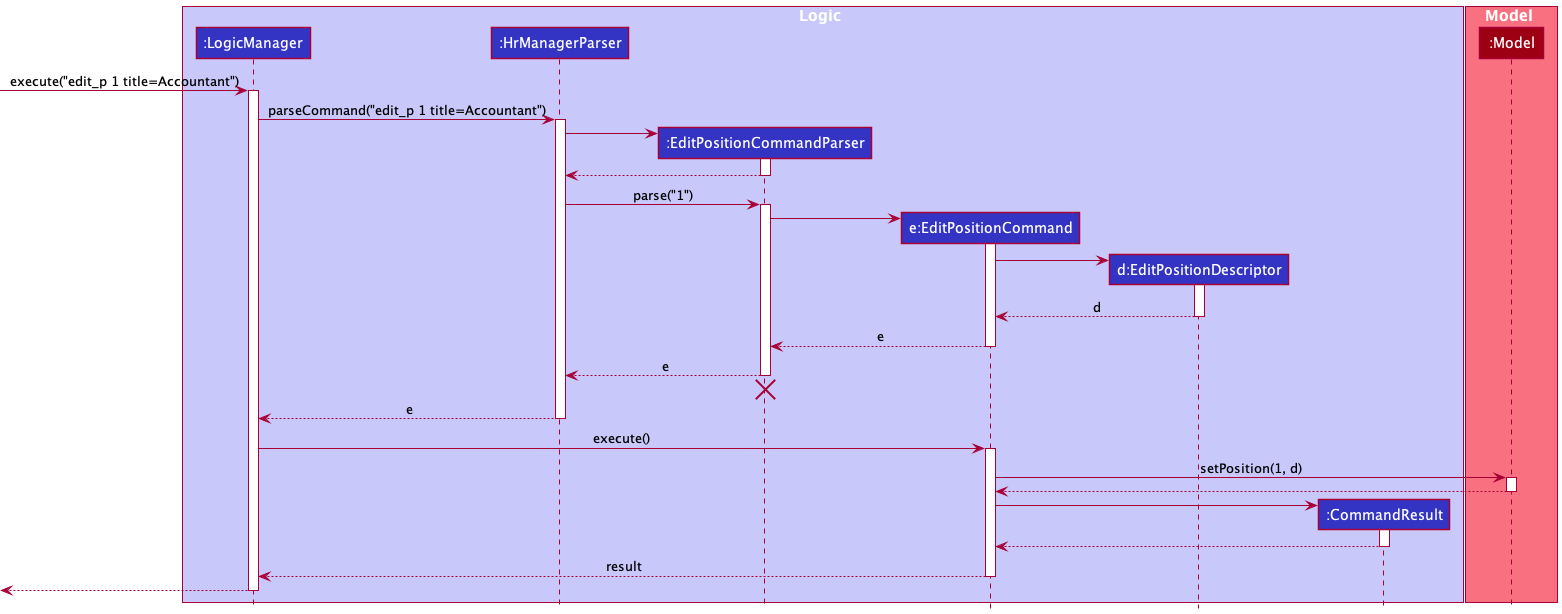 Logic
Model
:LogicManager
:HrManagerParser
:Model
execute("edit_p 1 title=Accountant")
parseCommand("edit_p 1 title=Accountant")
:EditPositionCommandParser
parse("1")
e:EditPositionCommand
d:EditPositionDescriptor
d
e
e
e
execute()
setPosition(1, d)
:CommandResult
result